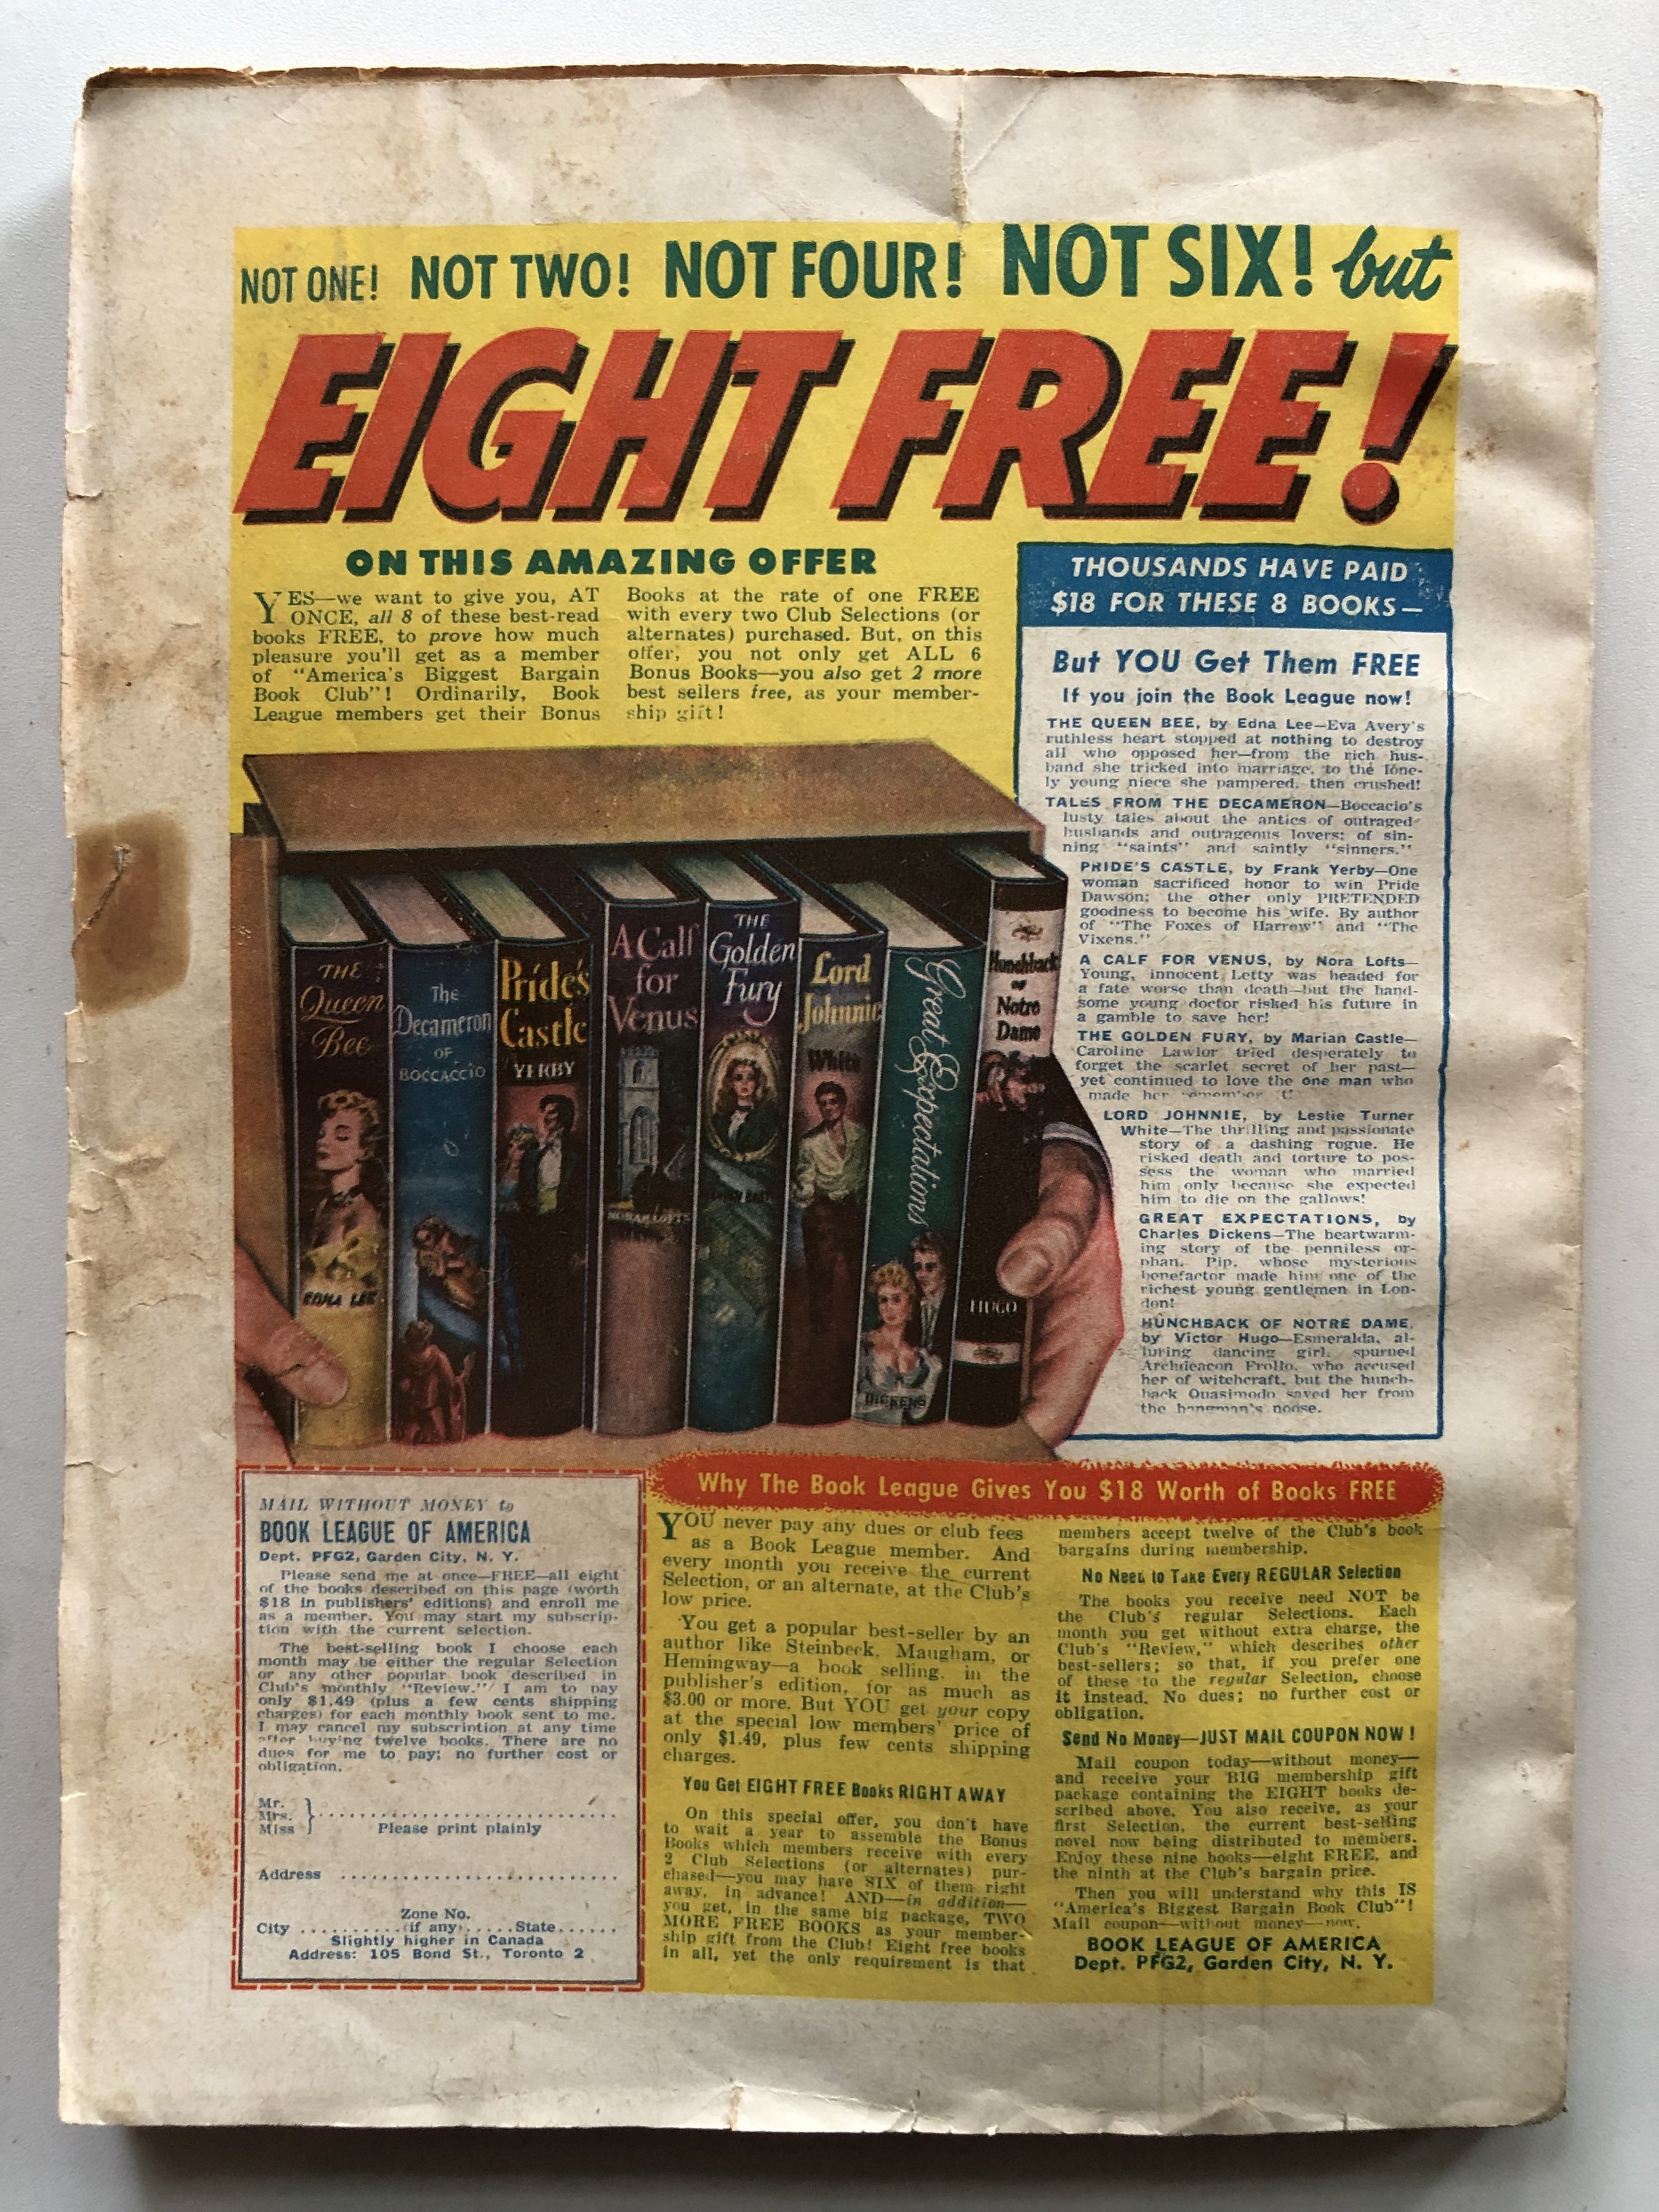 NOT ONE! NOT TWO! NOT FOUR! NOT SIX! but
EIGHT FREE!
ON THIS AMAZING OFFER
YES—we want to give you, AT
ONCE, all 8 of these best-read
books FREE, to prove how much
pleasure you'll get as a member
of "America's Biggest Bargain
Book Club"! Ordinarily, Book
League members get their Bonus
Books at the rate of one FREE
with every two Club Selections (or
alternates) purchased. But, on this
offer, you not only get ALL 6
Bonus Books—you also get 2 more
best sellers free, as your member-
ship gift!
THOUSANDS HAVE PAID
$18 FOR THESE 8 BOOKS—
But YOU Get Them FREE
If you join the Book League now!
THE QUEEN BEE, by Edna Lee—Eva Avery's
ruthless heart stopped at nothing to destroy
all who opposed her—from the rich hus-
band she tricked into marriage, to the lone-
ly young niece she pampered, then crushed!
TALES FROM THE DECAMERON—Boccacio's
lusty tales about the antics of outraged
husbands and outrageous lovers; of sin-
ning "saints" and saintly "sinners."
PRIDE'S CASTLE, by Frank Yerby—One
woman sacrificed honor to win Pride
Dawson; the other only PRETENDED
goodness to become his wife. By author
of "The Foxes of Harrow" and "The
Vixens."
A CALF FOR VENUS, by Nora Lofts—
Young, innocent Letty was headed for
a fate worse than death—but the hand-
some young doctor risked his future in
a gamble to save her!
THE GOLDEN FURY, by Marian Castle—
Caroline Lawlor tried desperately to
forget the scarlet secret of her past—
yet continued to love the one man who
made her remember it!
LORD JOHNNIE, by Leslie Turner
White—The thrilling and passionate
story of a dashing rogue. He
risked death and torture to pos-
sess the woman who married
him only because she expected
him to die on the gallows!
GREAT EXPECTATIONS, by
Charles Dickens—The heartwarm-
ing story of the penniless or-
phan, Pip, whose mysterious
benefactor made him one of the
richest young gentlemen in Lon-
don!
HUNCHBACK OF NOTRE DAME,
by Victor Hugo—Esmeralda, al-
luring dancing girl, spurned
Archdeacon Frollo, who accused
her of witchcraft, but the hunch-
back Quasimodo saved her from
the hangman's noose.
THE
Queen
Bee
EDNA LEE
The
Decameron
OF
BOCCACCIO
Pride's
Castle
YERBY
A Calf
for
Venus
NORAH LOFTS
THE
Golden
Fury
Lord
Johnnie
White
Great Expectations
DICKENS
Hunchback
OF
Notre
Dame
HUGO
MAIL WITHOUT MONEY to
BOOK LEAGUE OF AMERICA
Dept. PFG2, Garden City, N. Y.
Please send me at once—FREE—all eight
of the books described on this page (worth
$18 in publishers' editions) and enroll me
as a member. You may start my subscrip-
tion with the current selection.
The best-selling book I choose each
month may be either the regular Selection
or any other popular book described in
Club's monthly "Review." I am to pay
only $1.49 (plus a few cents shipping
charges) for each monthly book sent to me.
I may cancel my subscription at any time
after buying twelve books. There are no
dues for me to pay; no further cost or
obligation.
Mr.
Mrs.
Miss } ........................................
Please print plainly
Address ....................................
Zone No.
City ..........(if any)......State......
Slightly higher in Canada
Address: 105 Bond St., Toronto 2
Why The Book League Gives You $18 Worth of Books FREE
YOU never pay any dues or club fees
as a Book League member. And
every month you receive the current
Selection, or an alternate, at the Club's
low price.
You get a popular best-seller by an
author like Steinbeck, Maugham, or
Hemingway—a book selling, in the
publisher's edition, for as much as
$3.00 or more. But YOU get your copy
at the special low members' price of
only $1.49, plus few cents shipping
charges.
You Get EIGHT FREE Books RIGHT AWAY
On this special offer, you don't have
to wait a year to assemble the Bonus
Books which members receive with every
2 Club Selections (or alternates) pur-
chased—you may have SIX of them right
away, in advance! AND—in addition—
you get, in the same big package, TWO
MORE FREE BOOKS as your member-
ship gift from the Club! Eight free books
in all, yet the only requirement is that
members accept twelve of the Club's book
bargains during membership.
No Need to Take Every REGULAR Selection
The books you receive need NOT be
the Club's regular Selections. Each
month you get without extra charge, the
Club's "Review," which describes other
best-sellers; so that, if you prefer one
of these to the regular Selection, choose
it instead. No dues; no further cost or
obligation.
Send No Money—JUST MAIL COUPON NOW!
Mail coupon today—without money—
and receive your BIG membership gift
package containing the EIGHT books de-
scribed above. You also receive, as your
first Selection, the current best-selling
novel now being distributed to members.
Enjoy these nine books—eight FREE, and
the ninth at the Club's bargain price.
Then you will understand why this IS
"America's Biggest Bargain Book Club"!
Mail coupon—without money—now.
BOOK LEAGUE OF AMERICA
Dept. PFG2, Garden City, N. Y.